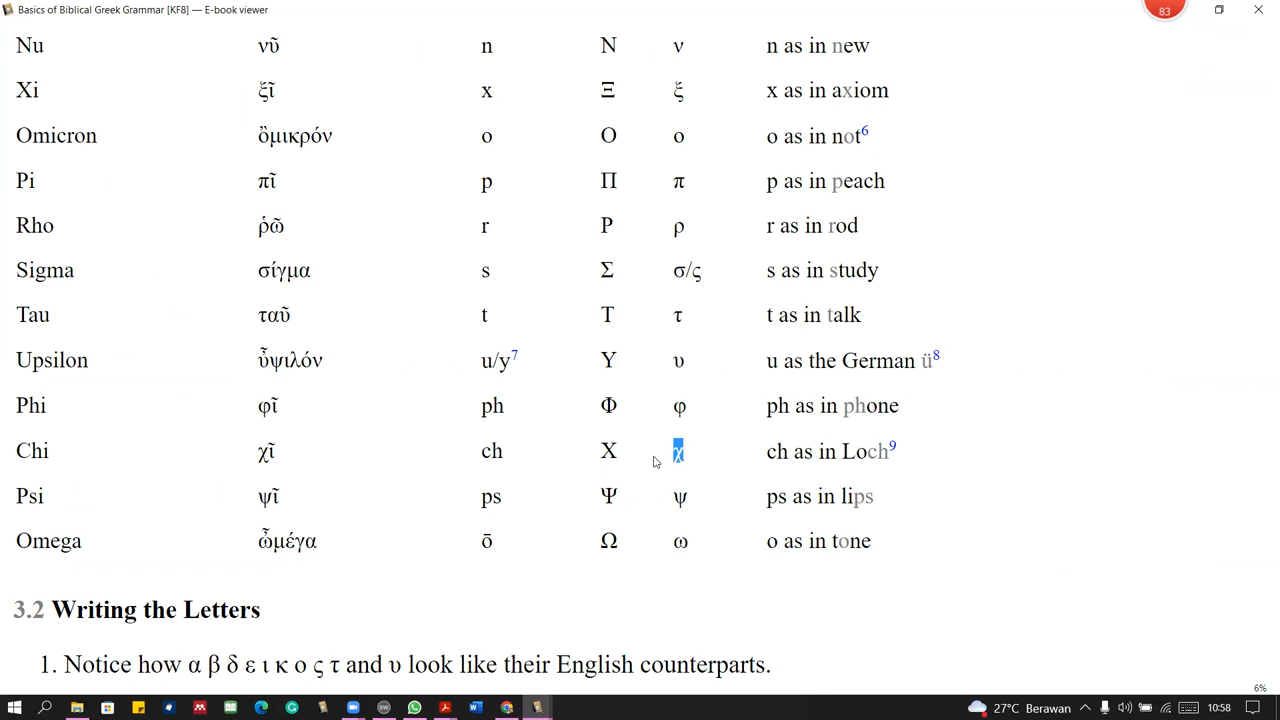 Basics of Biblical Greek Grammar [KF8] — E-book viewer
83
Nu νῦ n Ν ν n as in new
Xi ξῖ x Ξ ξ x as in axiom
Omicron ὂμικρόν o Ο ο o as in not6
Pi πῖ p Π π p as in peach
Rho ῥῶ r Ρ ρ r as in rod
Sigma σίγμα s Σ σ/ς s as in study
Tau ταῦ t Τ τ t as in talk
Upsilon ὖψιλόν u/y7 Υ υ u as the German ü8
Phi φῖ ph Φ φ ph as in phone
Chi χῖ ch Χ χ ch as in Loch9
Psi ψῖ ps Ψ ψ ps as in lips
Omega ὦμέγα ō Ω ω o as in tone
3.2 Writing the Letters
1. Notice how α β δ ε ι κ ο ς τ and υ look like their English counterparts.
6%
27°C Berawan 10:58